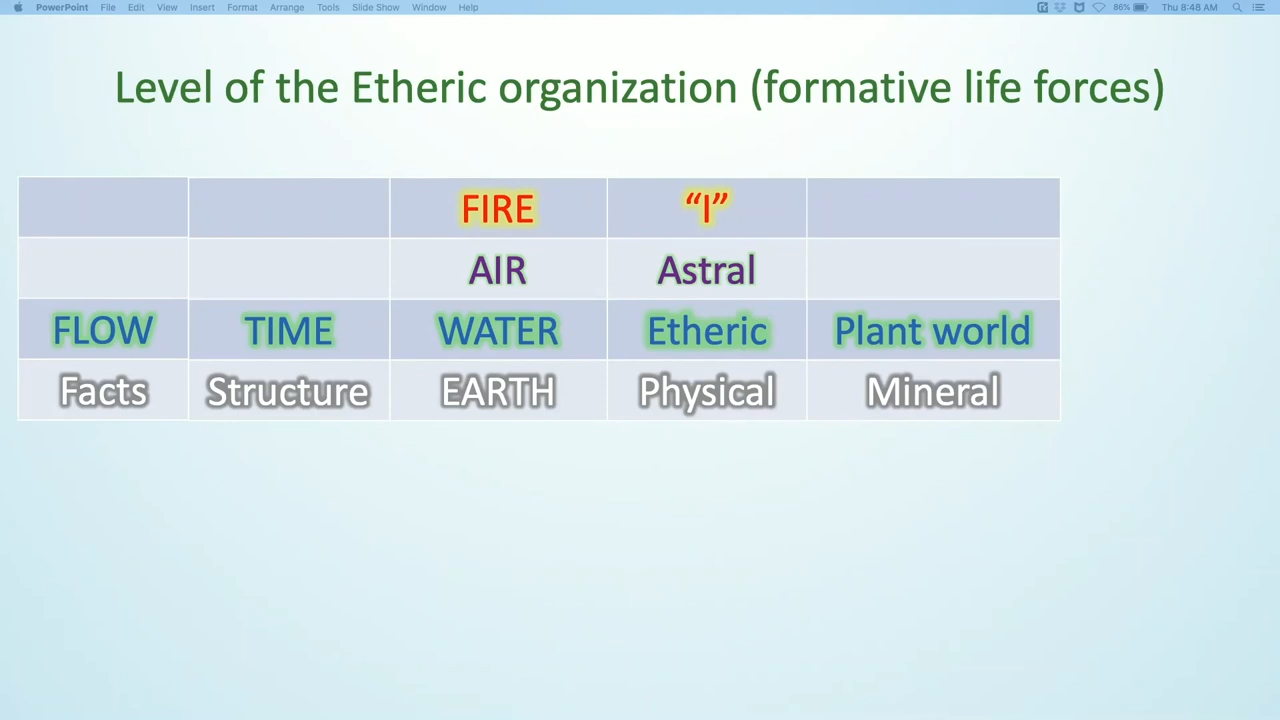 PowerPoint File Edit View Insert Format Arrange Tools Slide Show Window Help 86% Thu 8:48 AM
Level of the Etheric organization (formative life forces)
FIRE “I”
AIR Astral
FLOW TIME WATER Etheric Plant world
Facts Structure EARTH Physical Mineral